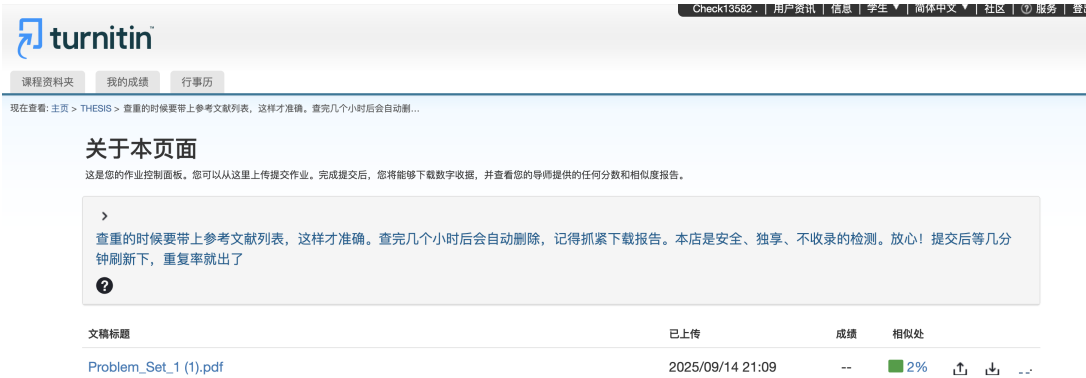 Check13582 . | 用户资讯 | 信息 | 学生 ▼ | 简体中文 ▼ | 社区 | ? 服务 |
turnitin
课程资料夹 我的成绩 行事历
现在查看: 主页 > THESIS > 查重的时候要带上参考文献列表，这样才准确。查完几个小时后会自动删...
关于本页面
这是您的作业控制面板。您可以从这里上传提交作业。完成提交后，您将能够下载数字收据，并查看您的导师提供的任何分数和相似度报告。
查重的时候要带上参考文献列表，这样才准确。查完几个小时后会自动删除，记得抓紧下载报告。本店是安全、独享、不收录的检测。放心！提交后等几分
钟刷新下，重复率就出了
?
文稿标题 已上传 成绩 相似处
Problem_Set_1 (1).pdf 2025/09/14 21:09 -- 2% --.